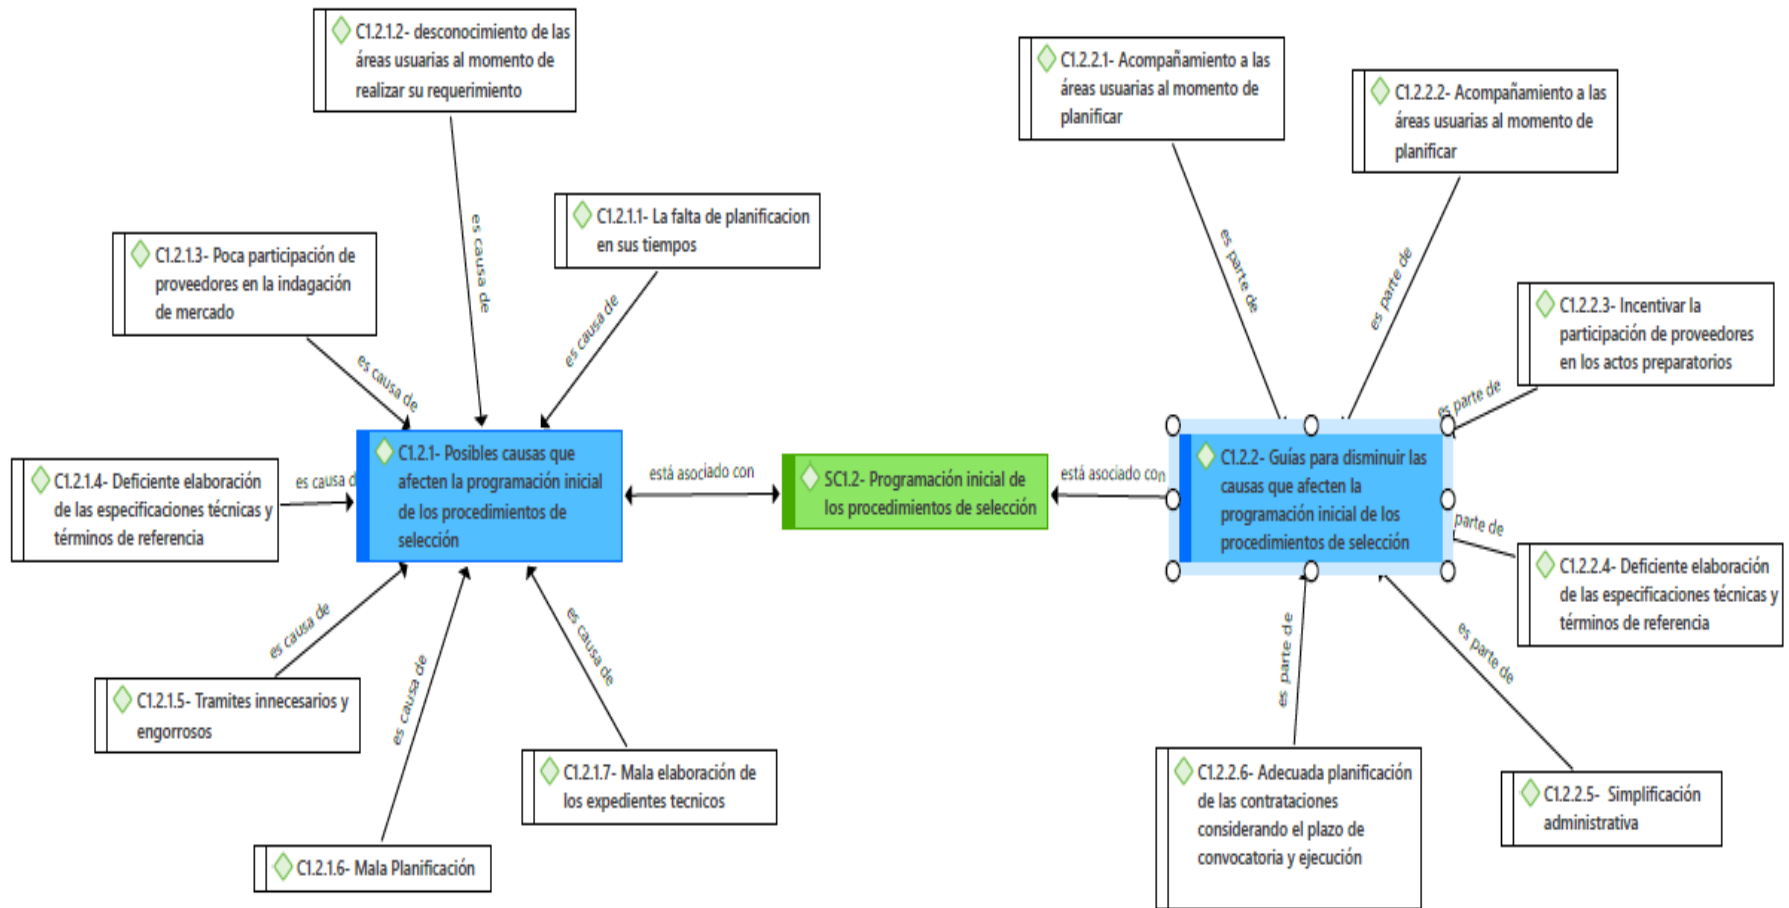 C1.2.1.2- desconocimiento de las
áreas usuarias al momento de
realizar su requerimiento
C1.2.2.1- Acompañamiento a las
áreas usuarias al momento de
planificar
C1.2.2.2- Acompañamiento a las
áreas usuarias al momento de
planificar
C1.2.1.1- La falta de planificacion
en sus tiempos
C1.2.1.3- Poca participación de
proveedores en la indagación
de mercado
C1.2.2.3- Incentivar la
participación de proveedores
en los actos preparatorios
es causa de
es causa de
es causa de
es parte de
es parte de
es parte de
C1.2.1.4- Deficiente elaboración
de las especificaciones técnicas y
términos de referencia
es causa d
C1.2.1- Posibles causas que
afecten la programación inicial
de los procedimientos de
selección
está asociado con
SC1.2- Programación inicial de
los procedimientos de selección
está asociado con
C1.2.2- Guías para disminuir las
causas que afecten la
programación inicial de los
procedimientos de selección
parte de
C1.2.2.4- Deficiente elaboración
de las especificaciones técnicas y
términos de referencia
es causa de
es causa de
es causa de
es parte de
es parte de
C1.2.1.5- Tramites innecesarios y
engorrosos
C1.2.1.7- Mala elaboración de
los expedientes tecnicos
C1.2.2.6- Adecuada planificación
de las contrataciones
considerando el plazo de
convocatoria y ejecución
C1.2.2.5- Simplificación
administrativa
C1.2.1.6- Mala Planificación